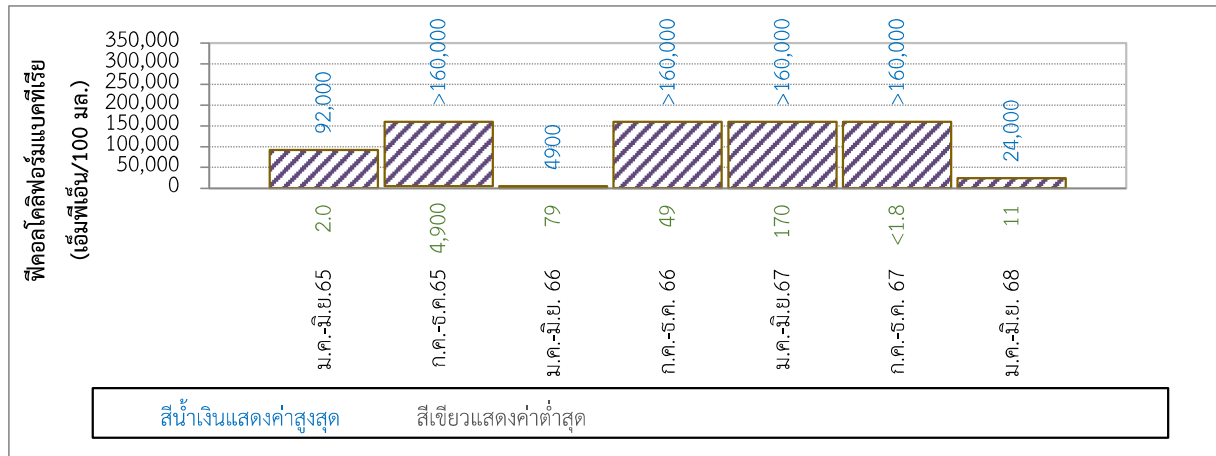 ฟีคอลโคลิฟอร์มแบคทีเรีย
(เอ็มพีเอ็น/100 มล.)
350,000
300,000
250,000
200,000
150,000
100,000
50,000
0
92,000
>160,000
4900
>160,000
>160,000
>160,000
24,000
2.0
4,900
79
49
170
<1.8
11
ม.ค.-มิ.ย.65
ก.ค.-ธ.ค.65
ม.ค.-มิ.ย. 66
ก.ค.-ธ.ค. 66
ม.ค.-มิ.ย.67
ก.ค.-ธ.ค. 67
ม.ค.-มิ.ย. 68
สีน้ำเงินแสดงค่าสูงสุด สีเขียวแสดงค่าต่ำสุด